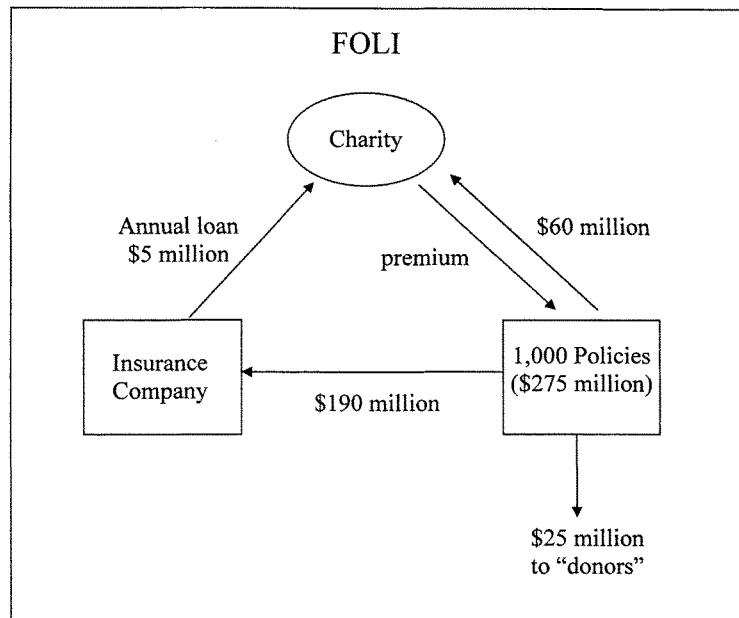 FOLI
Charity
Annual loan
$5 million
premium
$60 million
Insurance
Company
$190 million
1,000 Policies
($275 million)
$25 million
to “donors”